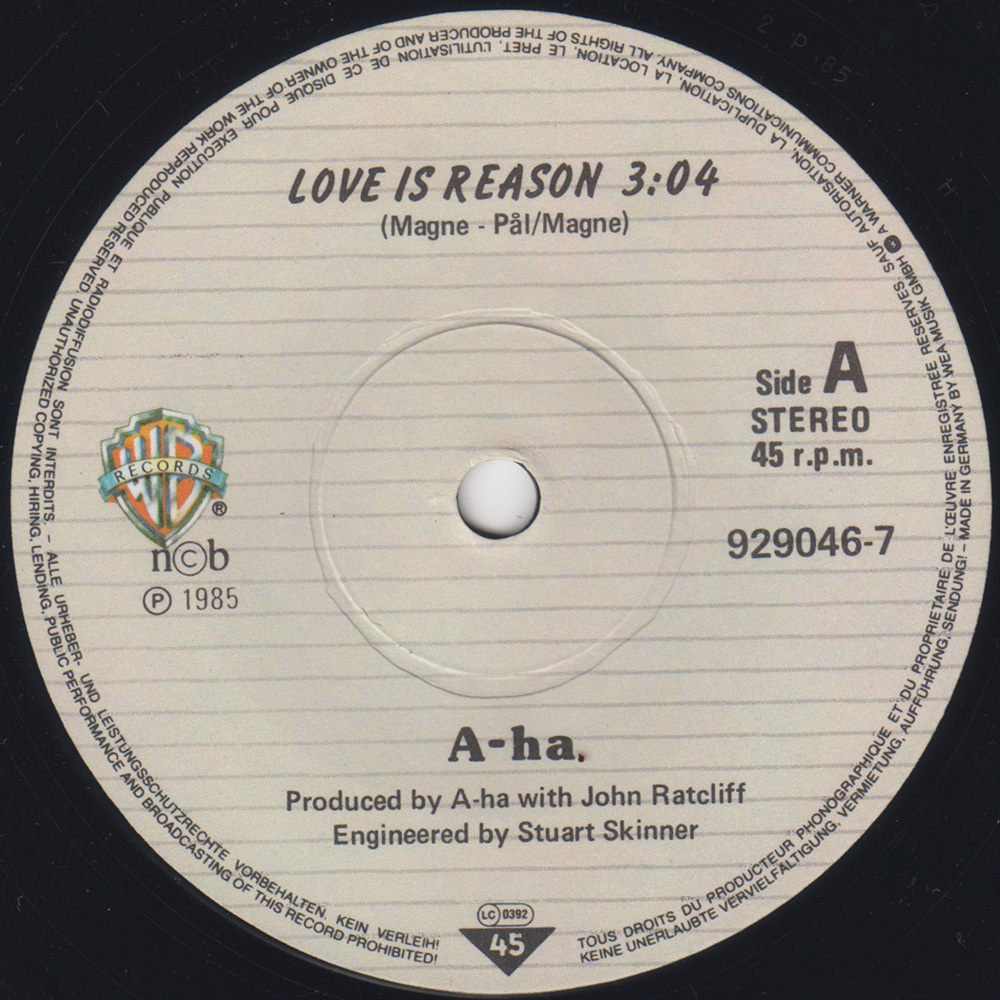 LOVE IS REASON 3:04
(Magne - Pål/Magne)
Side A
STEREO
45 r.p.m.
929046-7
WB
RECORDS
®
n©b
Ⓟ 1985
A-ha.
Produced by A-ha with John Ratcliff
Engineered by Stuart Skinner
LC 0392
45
TOUS DROITS DU PRODUCTEUR PHONOGRAPHIQUE ET DU PROPRIETAIRE DE L'ŒUVRE ENREGISTREE RESERVES. SAUF AUTORISATION, LA DUPLICATION, LA LOCATION, LE PRET, L'UTILISATION DE CE DISQUE POUR EXECUTION PUBLIQUE ET RADIODIFFUSION SONT INTERDITS. – ALLE URHEBER- UND LEISTUNGSSCHUTZRECHTE VORBEHALTEN. KEIN VERLEIH!
KEINE UNERLAUBTE VERVIELFÄLTIGUNG, VERMIETUNG, AUFFÜHRUNG, SENDUNG! – MADE IN GERMANY BY WEA MUSIK GMBH A WARNER COMMUNICATIONS COMPANY. ALL RIGHTS OF THE PRODUCER AND OF THE OWNER OF THE WORK REPRODUCED RESERVED. UNAUTHORIZED COPYING, HIRING, LENDING, PUBLIC PERFORMANCE AND BROADCASTING OF THIS RECORD PROHIBITED!
2 P 85
H